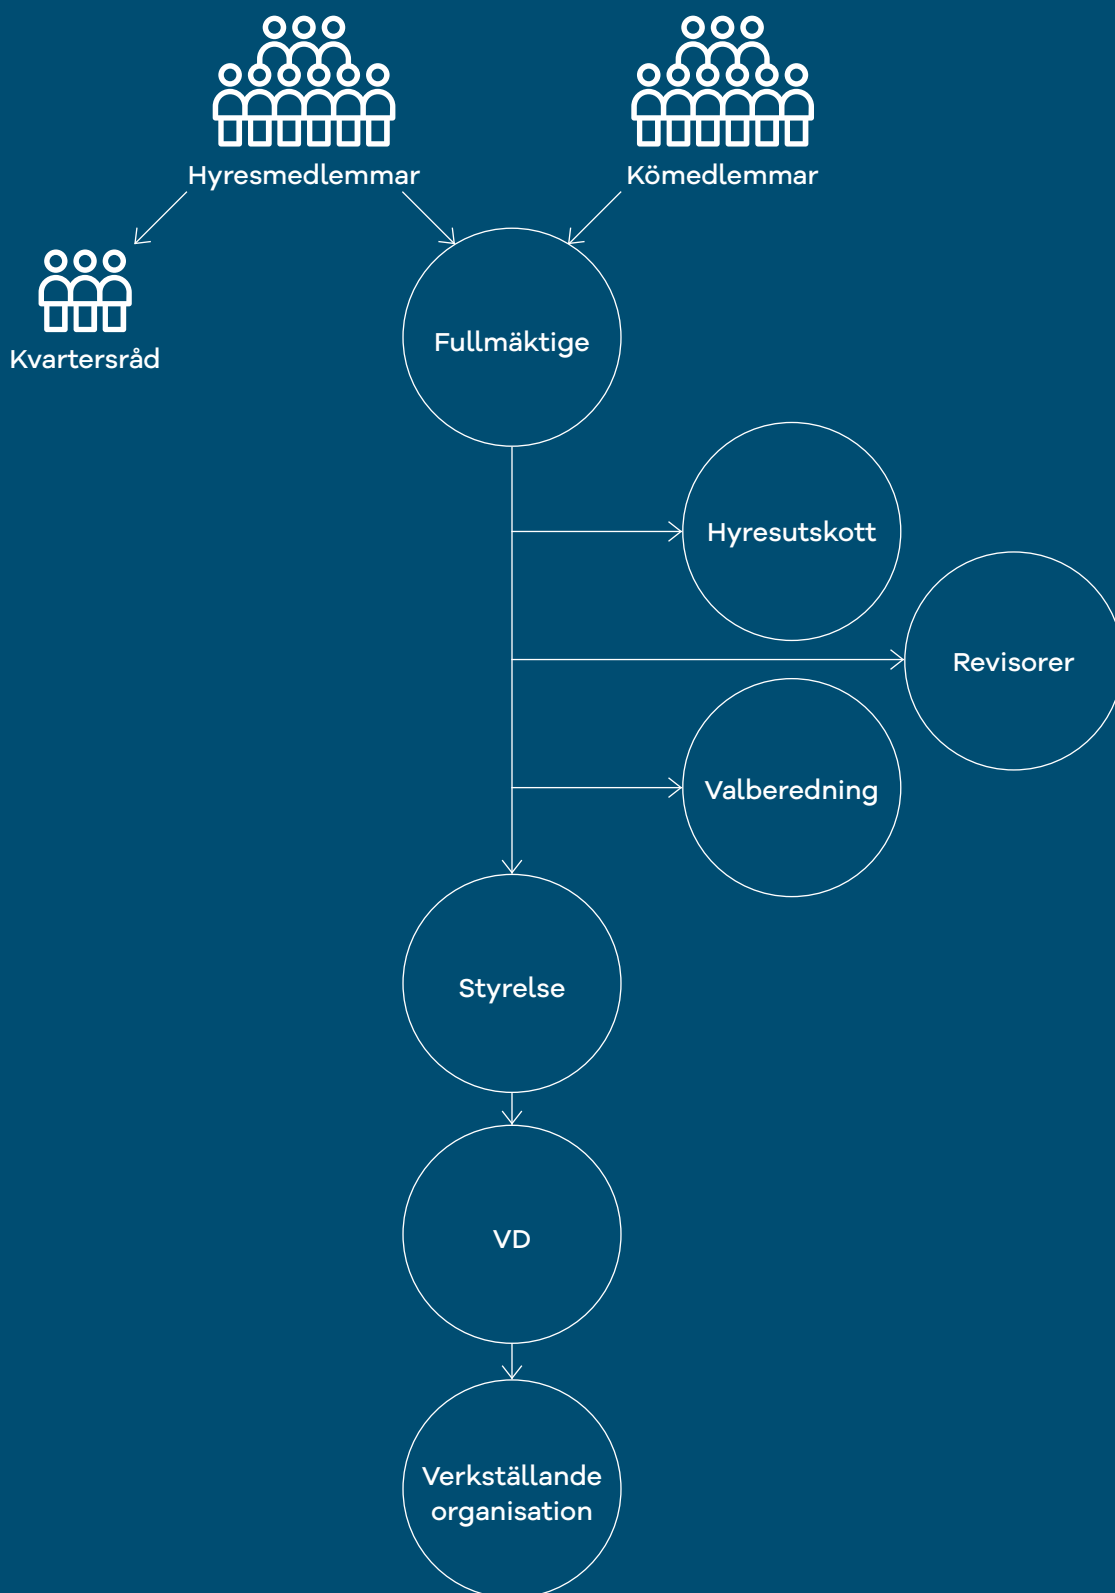 Hyresmedlemmar
Kömedlemmar
Kvartersråd
Fullmäktige
Hyresutskott
Revisorer
Valberedning
Styrelse
VD
Verkställande
organisation